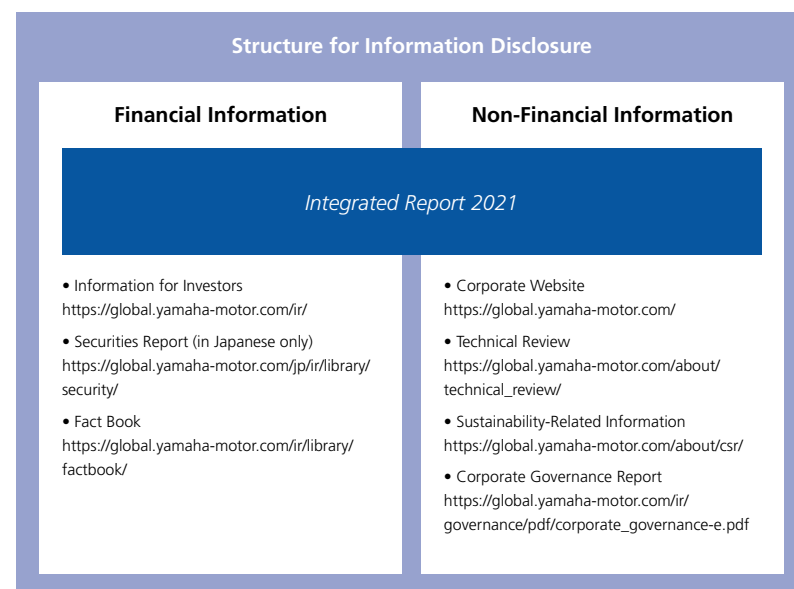 Structure for Information Disclosure
Financial Information
Non-Financial Information
Integrated Report 2021
• Information for Investors
https://global.yamaha-motor.com/ir/
• Securities Report (in Japanese only)
https://global.yamaha-motor.com/jp/ir/library/
security/
• Fact Book
https://global.yamaha-motor.com/ir/library/
factbook/
• Corporate Website
https://global.yamaha-motor.com/
• Technical Review
https://global.yamaha-motor.com/about/
technical_review/
• Sustainability-Related Information
https://global.yamaha-motor.com/about/csr/
• Corporate Governance Report
https://global.yamaha-motor.com/ir/
governance/pdf/corporate_governance-e.pdf